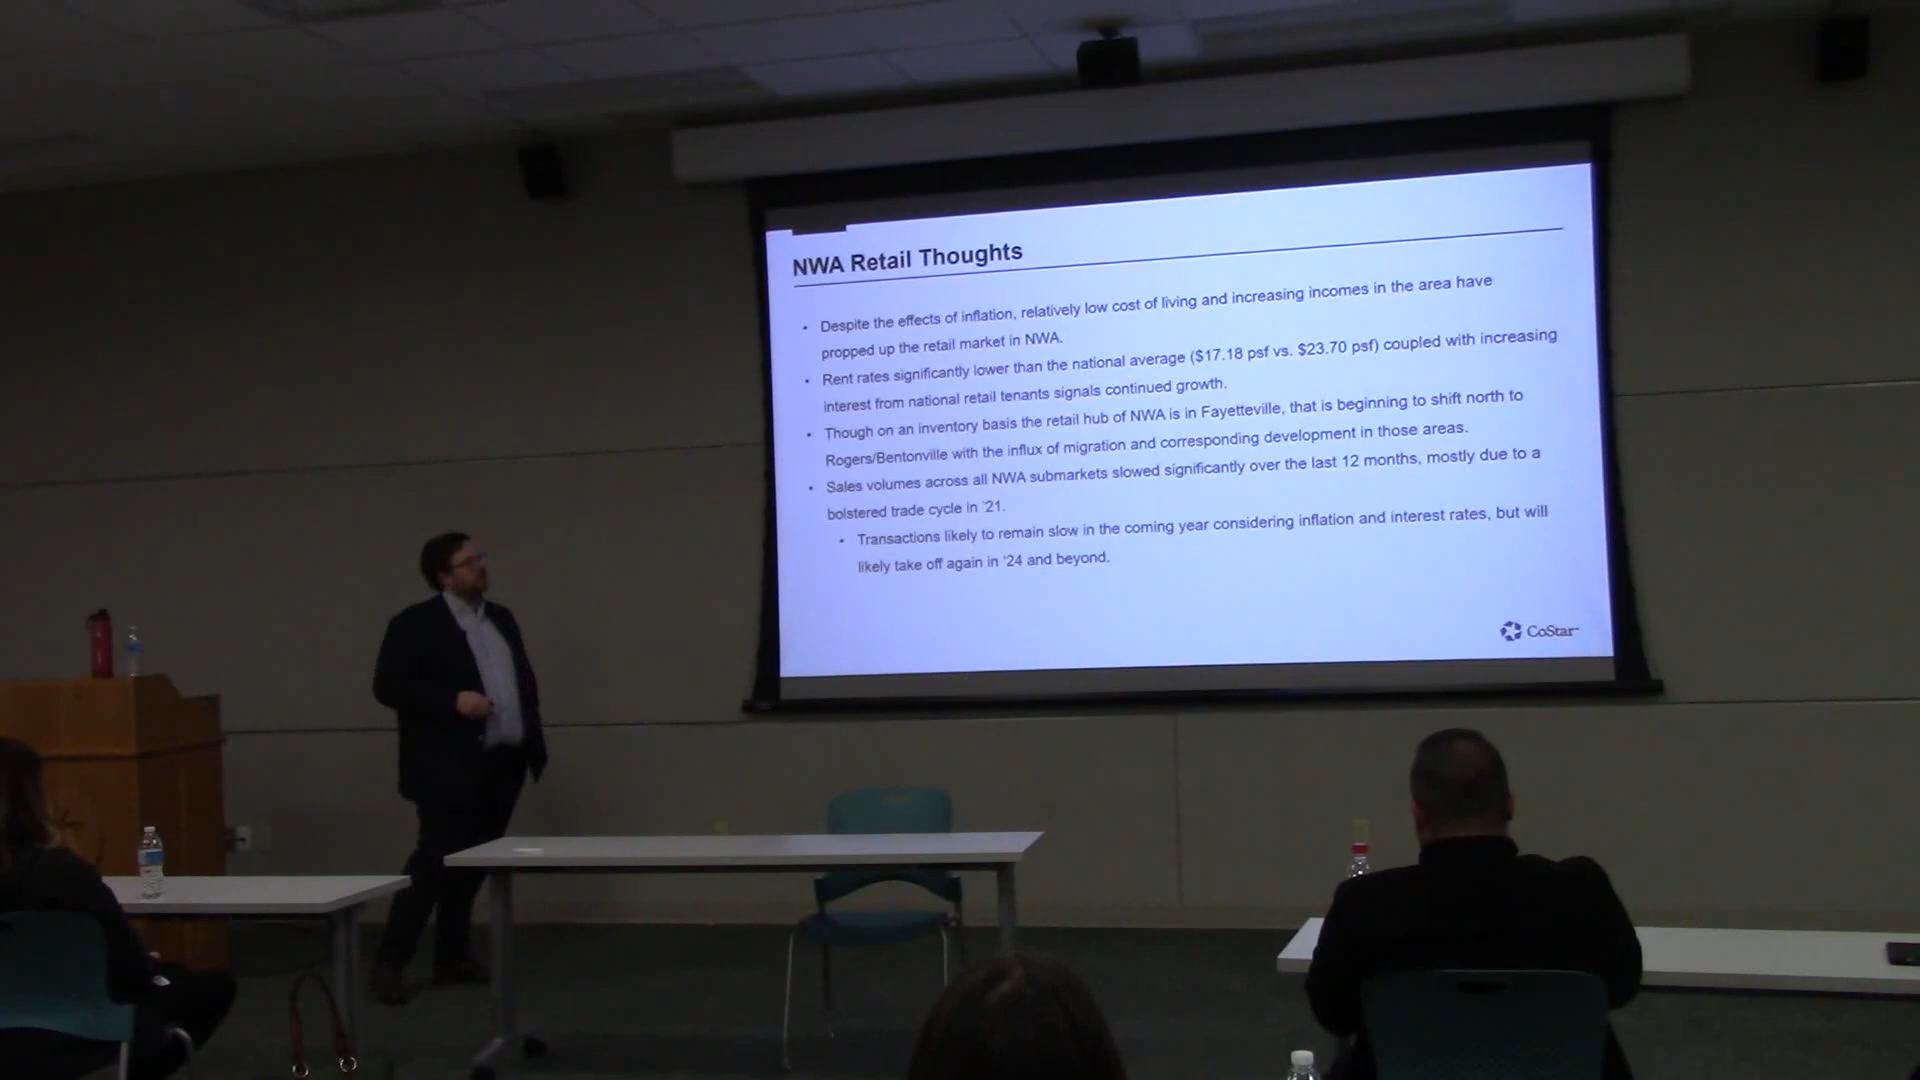 NWA Retail Thoughts
• Despite the effects of inflation, relatively low cost of living and increasing incomes in the area have
propped up the retail market in NWA.
• Rent rates significantly lower than the national average ($17.18 psf vs. $23.70 psf) coupled with increasing
interest from national retail tenants signals continued growth.
• Though on an inventory basis the retail hub of NWA is in Fayetteville, that is beginning to shift north to
Rogers/Bentonville with the influx of migration and corresponding development in those areas.
• Sales volumes across all NWA submarkets slowed significantly over the last 12 months, mostly due to a
bolstered trade cycle in '21.
• Transactions likely to remain slow in the coming year considering inflation and interest rates, but will
likely take off again in '24 and beyond.
CoStar™